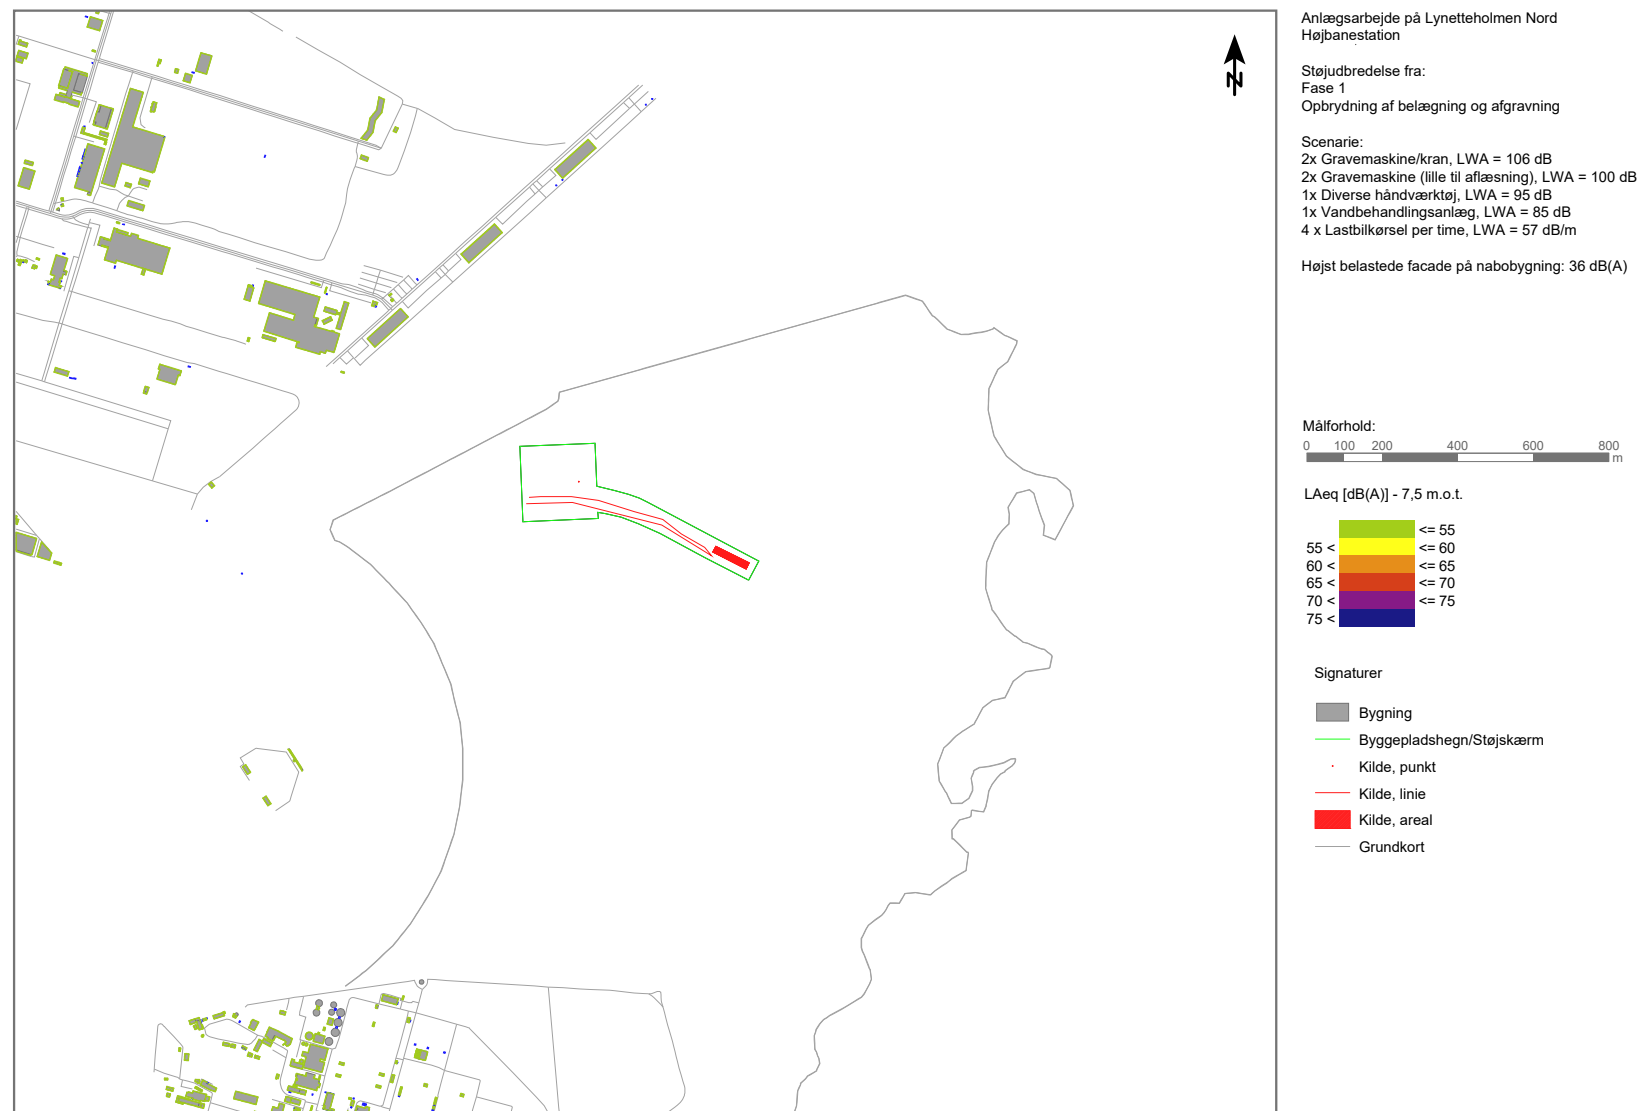 N
Anlægsarbejde på Lynetteholmen Nord
Højbanestation
Støjudbredelse fra:
Fase 1
Opbrydning af belægning og afgravning
Scenarie:
2x Gravemaskine/kran, LWA = 106 dB
2x Gravemaskine (lille til aflæsning), LWA = 100 dB
1x Diverse håndværktøj, LWA = 95 dB
1x Vandbehandlingsanlæg, LWA = 85 dB
4 x Lastbilkørsel per time, LWA = 57 dB/m
Højst belastede facade på nabobygning: 36 dB(A)
Målforhold:
0 100 200 400 600 800
m
LAeq [dB(A)] - 7,5 m.o.t.
<= 55
55 < <= 60
60 < <= 65
65 < <= 70
70 < <= 75
75 <
Signaturer
Bygning
Byggepladshegn/Støjskærm
Kilde, punkt
Kilde, linie
Kilde, areal
Grundkort